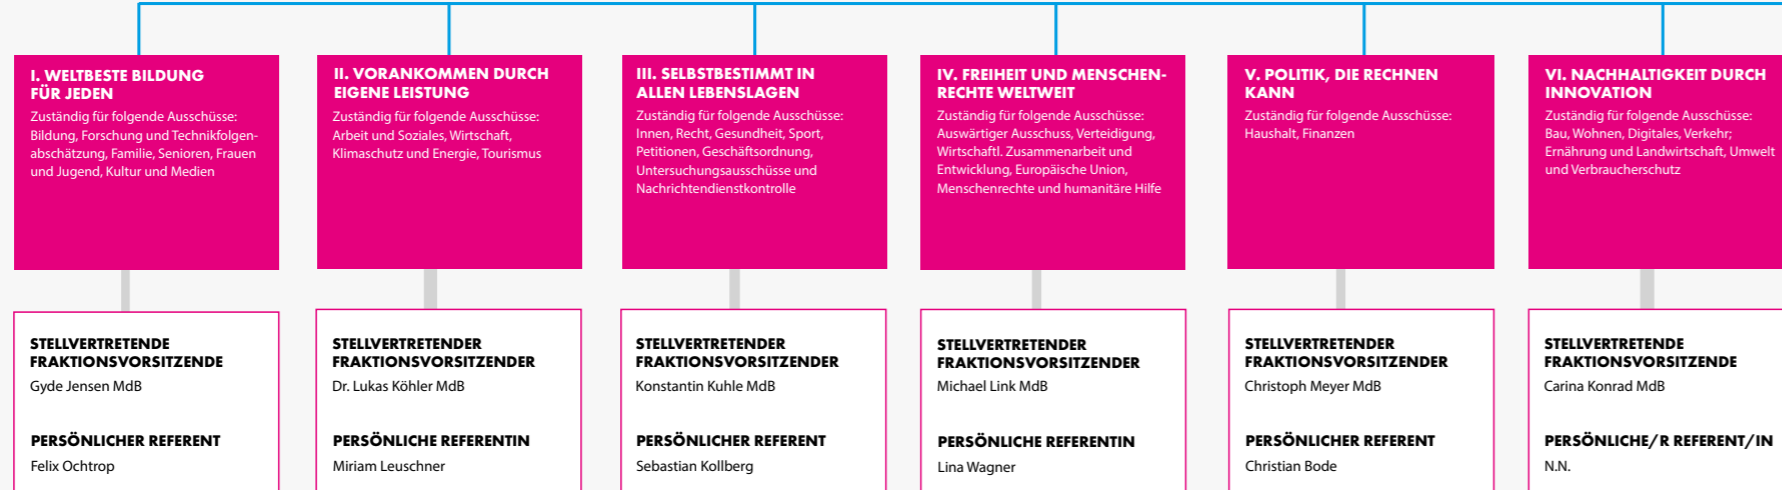 I. WELTBESTE BILDUNG
FÜR JEDEN
Zuständig für folgende Ausschüsse:
Bildung, Forschung und Technikfolgen-
abschätzung, Familie, Senioren, Frauen
und Jugend, Kultur und Medien
II. VORANKOMMEN DURCH
EIGENE LEISTUNG
Zuständig für folgende Ausschüsse:
Arbeit und Soziales, Wirtschaft,
Klimaschutz und Energie, Tourismus
III. SELBSTBESTIMMT IN
ALLEN LEBENSLAGEN
Zuständig für folgende Ausschüsse:
Innen, Recht, Gesundheit, Sport,
Petitionen, Geschäftsordnung,
Untersuchungsausschüsse und
Nachrichtendienstkontrolle
IV. FREIHEIT UND MENSCHEN-
RECHTE WELTWEIT
Zuständig für folgende Ausschüsse:
Auswärtiger Ausschuss, Verteidigung,
Wirtschaftl. Zusammenarbeit und
Entwicklung, Europäische Union,
Menschenrechte und humanitäre Hilfe
V. POLITIK, DIE RECHNEN
KANN
Zuständig für folgende Ausschüsse:
Haushalt, Finanzen
VI. NACHHALTIGKEIT DURCH
INNOVATION
Zuständig für folgende Ausschüsse:
Bau, Wohnen, Digitales, Verkehr;
Ernährung und Landwirtschaft, Umwelt
und Verbraucherschutz
STELLVERTRETENDE
FRAKTIONSVORSITZENDE
Gyde Jensen MdB
PERSÖNLICHER REFERENT
Felix Ochtrop
STELLVERTRETENDER
FRAKTIONSVORSITZENDER
Dr. Lukas Köhler MdB
PERSÖNLICHE REFERENTIN
Miriam Leuschner
STELLVERTRETENDER
FRAKTIONSVORSITZENDER
Konstantin Kuhle MdB
PERSÖNLICHER REFERENT
Sebastian Kollberg
STELLVERTRETENDER
FRAKTIONSVORSITZENDER
Michael Link MdB
PERSÖNLICHE REFERENTIN
Lina Wagner
STELLVERTRETENDER
FRAKTIONSVORSITZENDER
Christoph Meyer MdB
PERSÖNLICHER REFERENT
Christian Bode
STELLVERTRETENDE
FRAKTIONSVORSITZENDE
Carina Konrad MdB
PERSÖNLICHE/R REFERENT/IN
N.N.